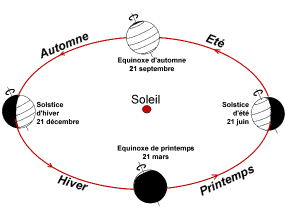 Automne
Eté
Equinoxe d'automne
21 septembre
Solstice
d'hiver
21 décembre
Soleil
Solstice
d'été
21 juin
Equinoxe de printemps
21 mars
Hiver
Printemps